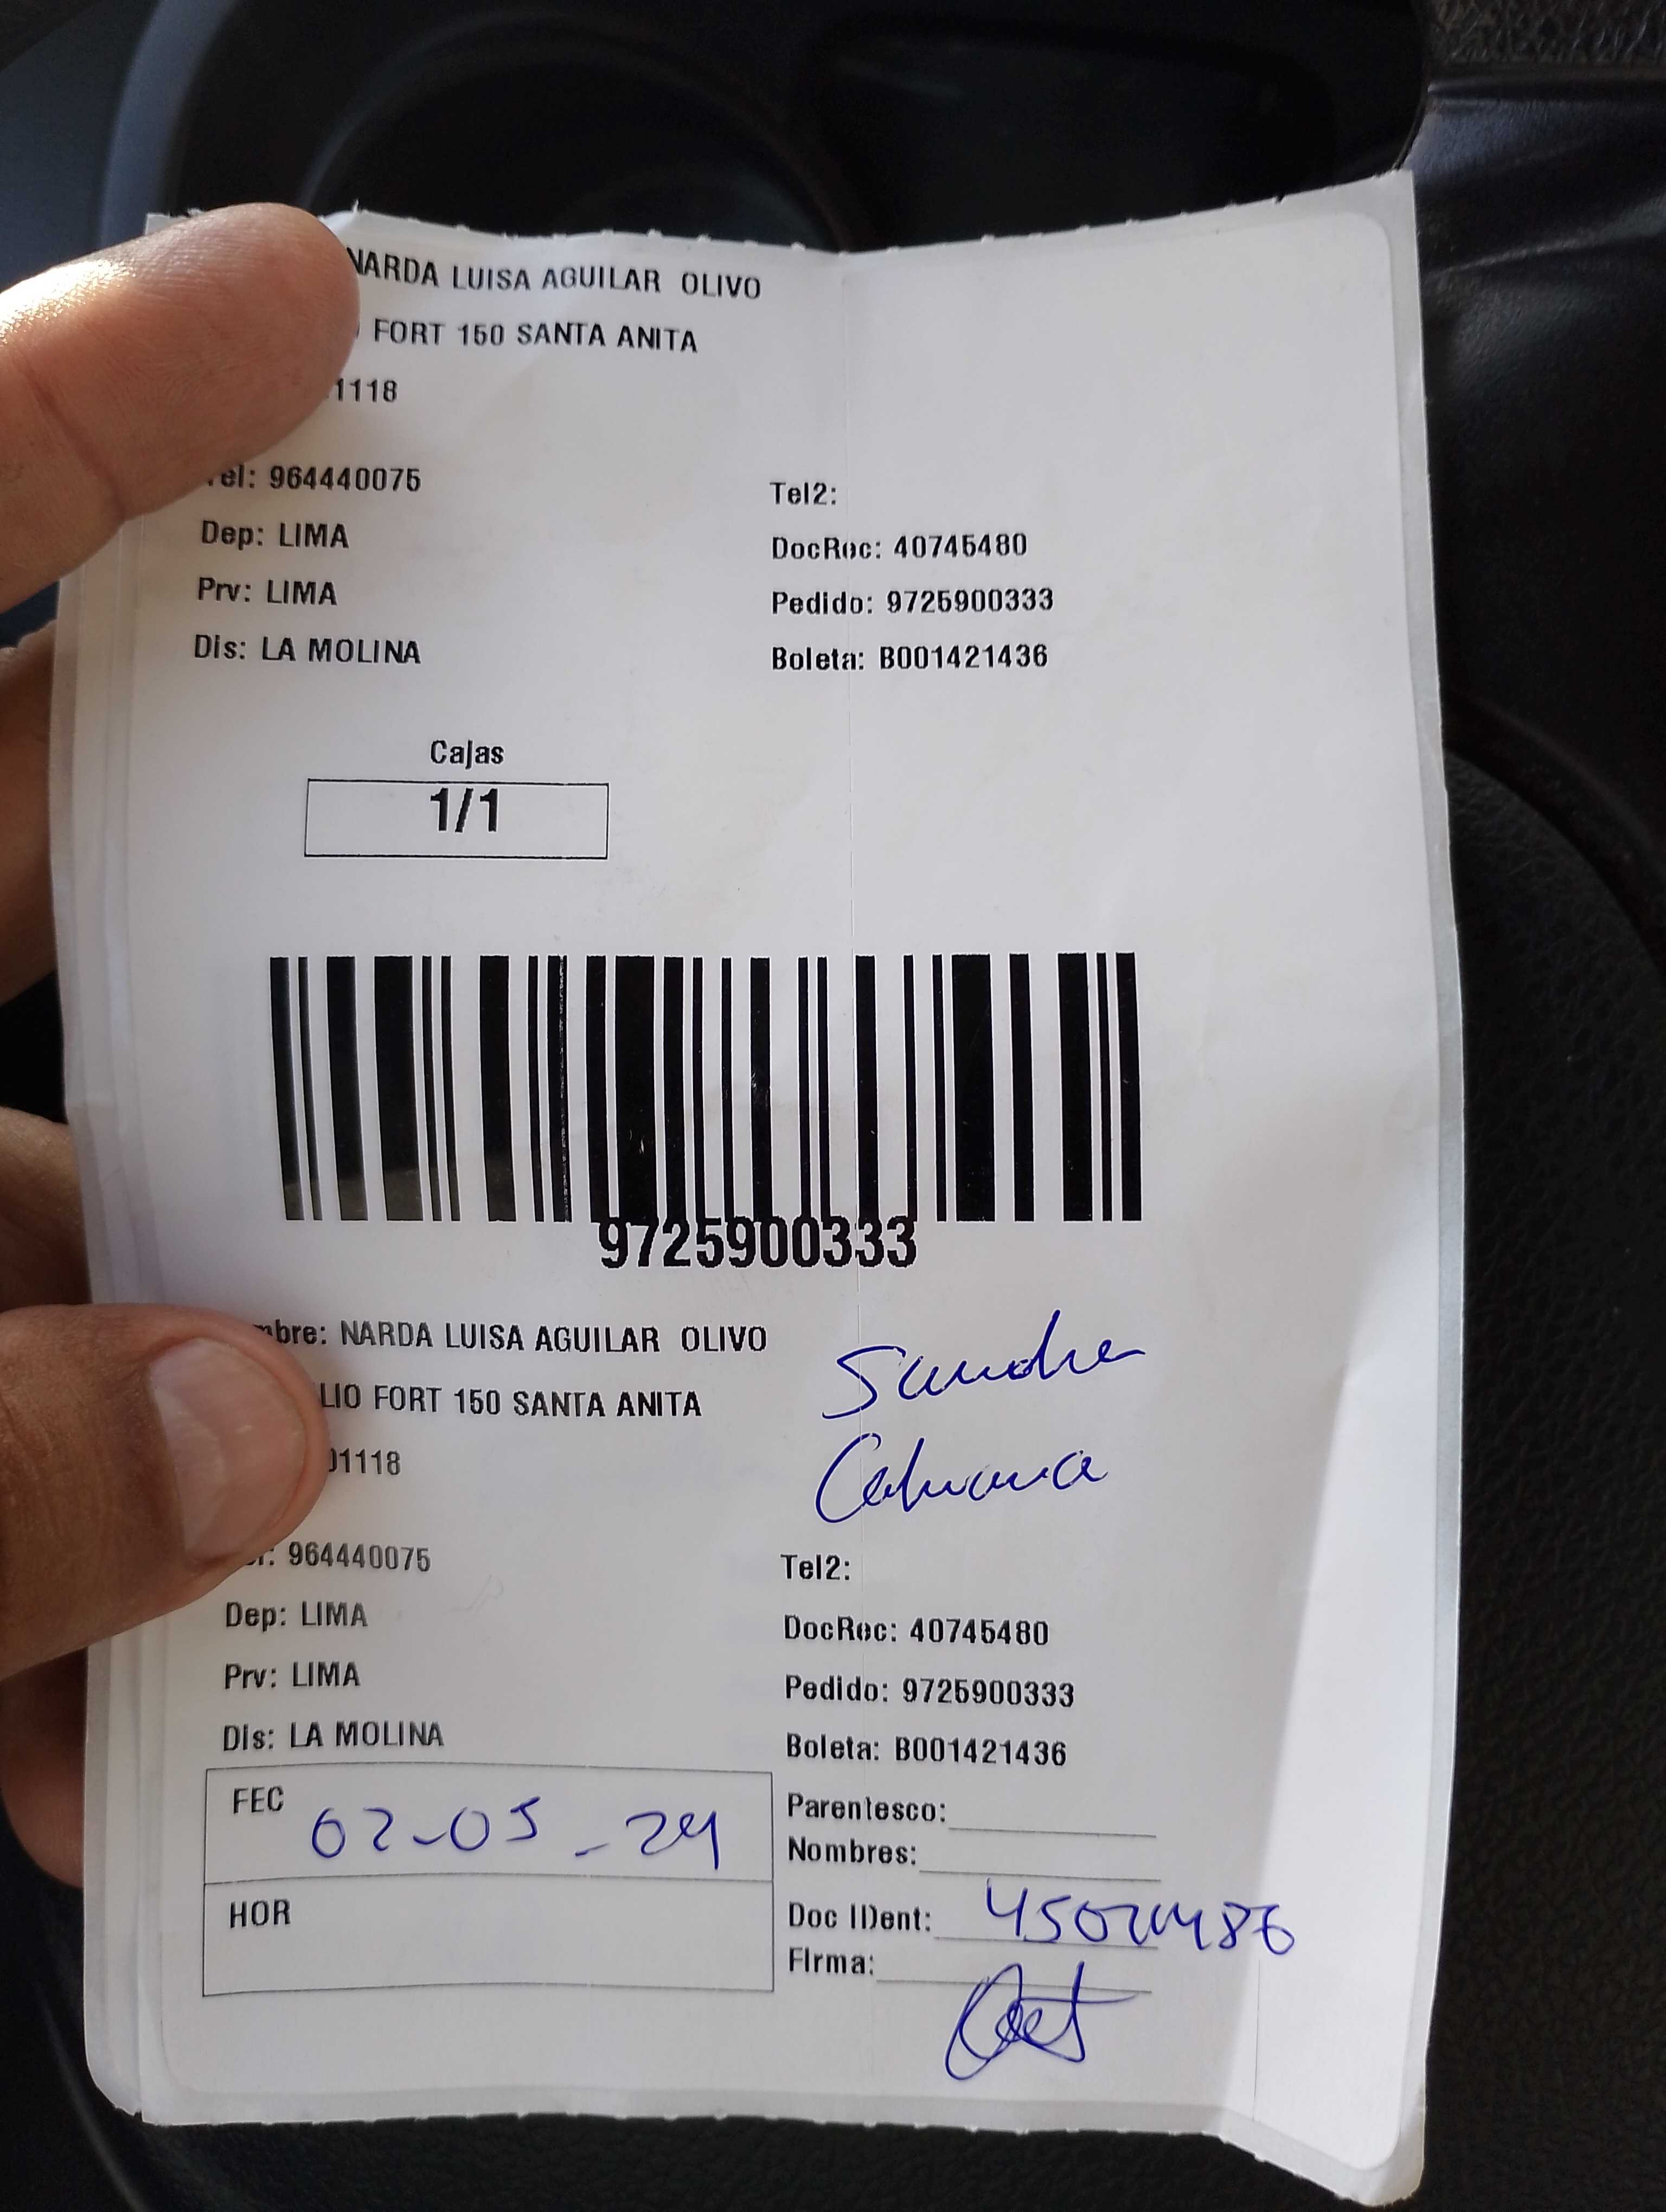 NARDA LUISA AGUILAR OLIVO
FORT 150 SANTA ANITA
1118
Tel: 964440075
Tel2:
Dep: LIMA
DocRec: 40745480
Prv: LIMA
Pedido: 9725900333
Dis: LA MOLINA
Boleta: B001421436
Cajas
1/1
9725900333
mbre: NARDA LUISA AGUILAR OLIVO
Sandra
LIO FORT 150 SANTA ANITA
01118
964440075
Tel2:
Dep: LIMA
DocRec: 40745480
Prv: LIMA
Pedido: 9725900333
Dis: LA MOLINA
Boleta: B001421436
FEC 02-05-24
Parentesco:
Nombres:
HOR
Doc IDent:
Firma: